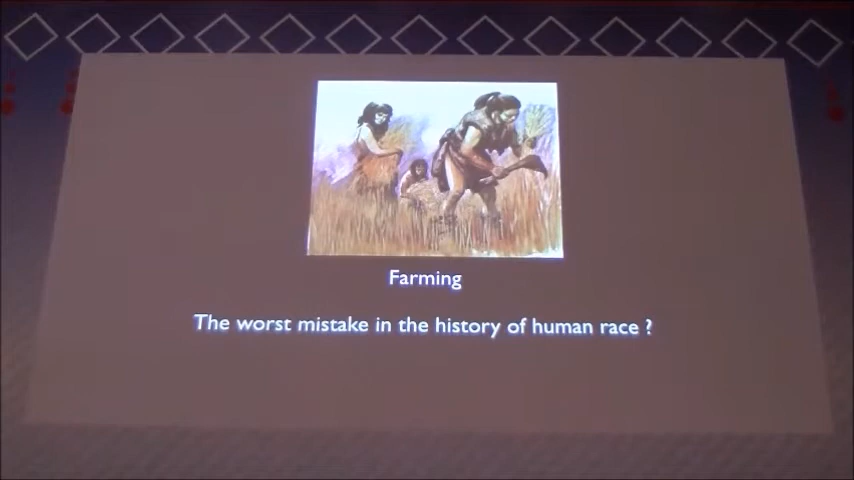 Farming
The worst mistake in the history of human race ?